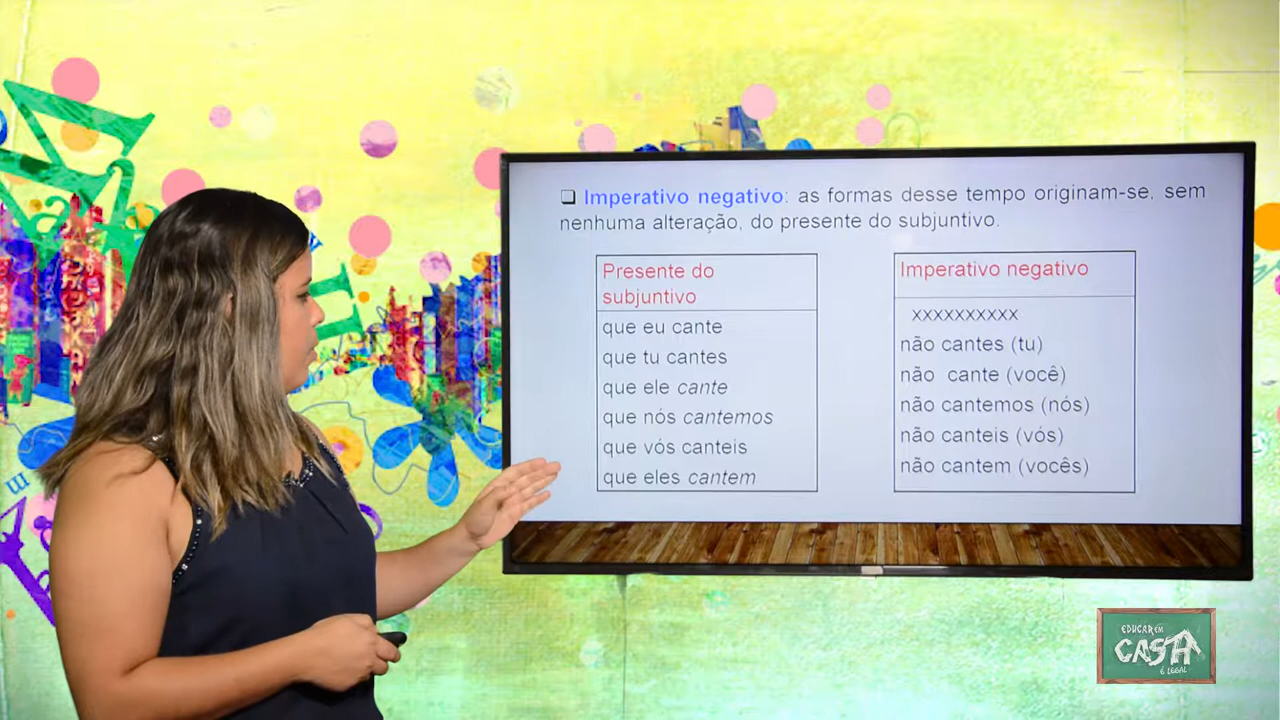 ❑ Imperativo negativo: as formas desse tempo originam-se, sem
nenhuma alteração, do presente do subjuntivo.
Presente do
subjuntivo
que eu cante
que tu cantes
que ele cante
que nós cantemos
que vós canteis
que eles cantem
Imperativo negativo
xxxxxxxxxx
não cantes (tu)
não cante (você)
não cantemos (nós)
não canteis (vós)
não cantem (vocês)
EDUCAR EM
CASA
É LEGAL